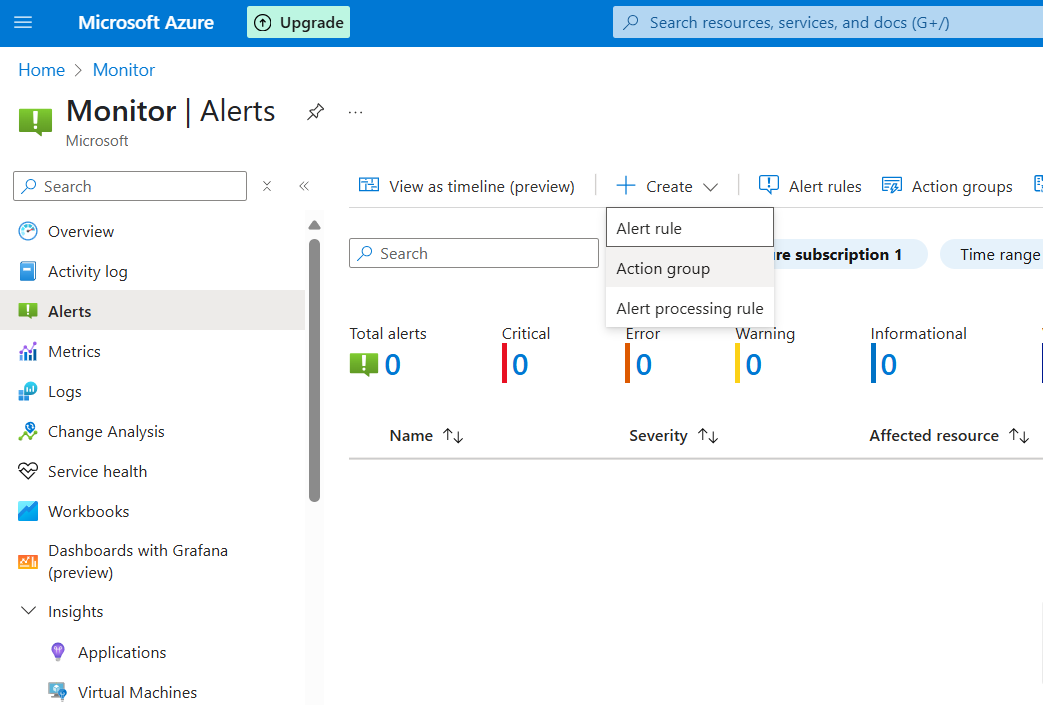 Microsoft Azure
Upgrade
Search resources, services, and docs (G+/)
Home
Monitor
Monitor | Alerts
Microsoft
Search
View as timeline (preview)
Create
Alert rules
Action groups
Alert rule
Action group
Alert processing rule
Search
subscription 1
Time range
Overview
Activity log
Alerts
Metrics
Logs
Change Analysis
Service health
Workbooks
Dashboards with Grafana
(preview)
Insights
Applications
Virtual Machines
Total alerts
0
Critical
0
Error
0
Warning
0
Informational
0
Name
Severity
Affected resource